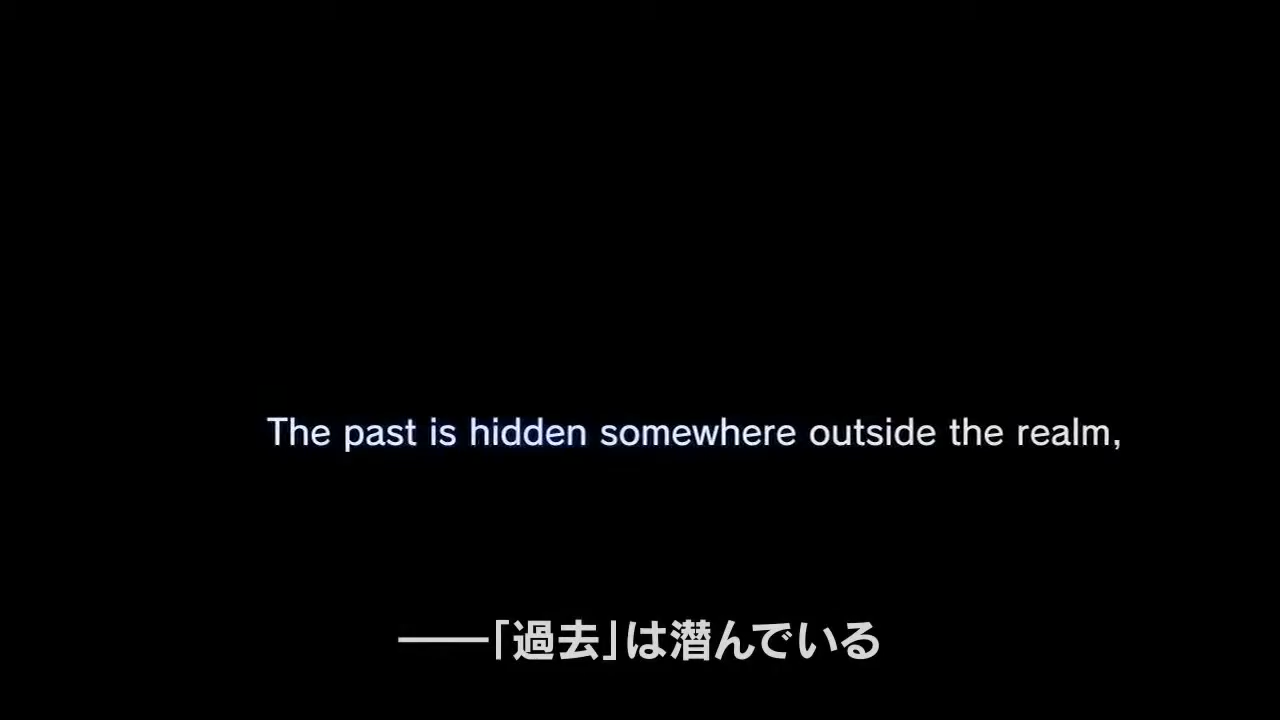 The past is hidden somewhere outside the realm,
――「過去」は潜んでいる